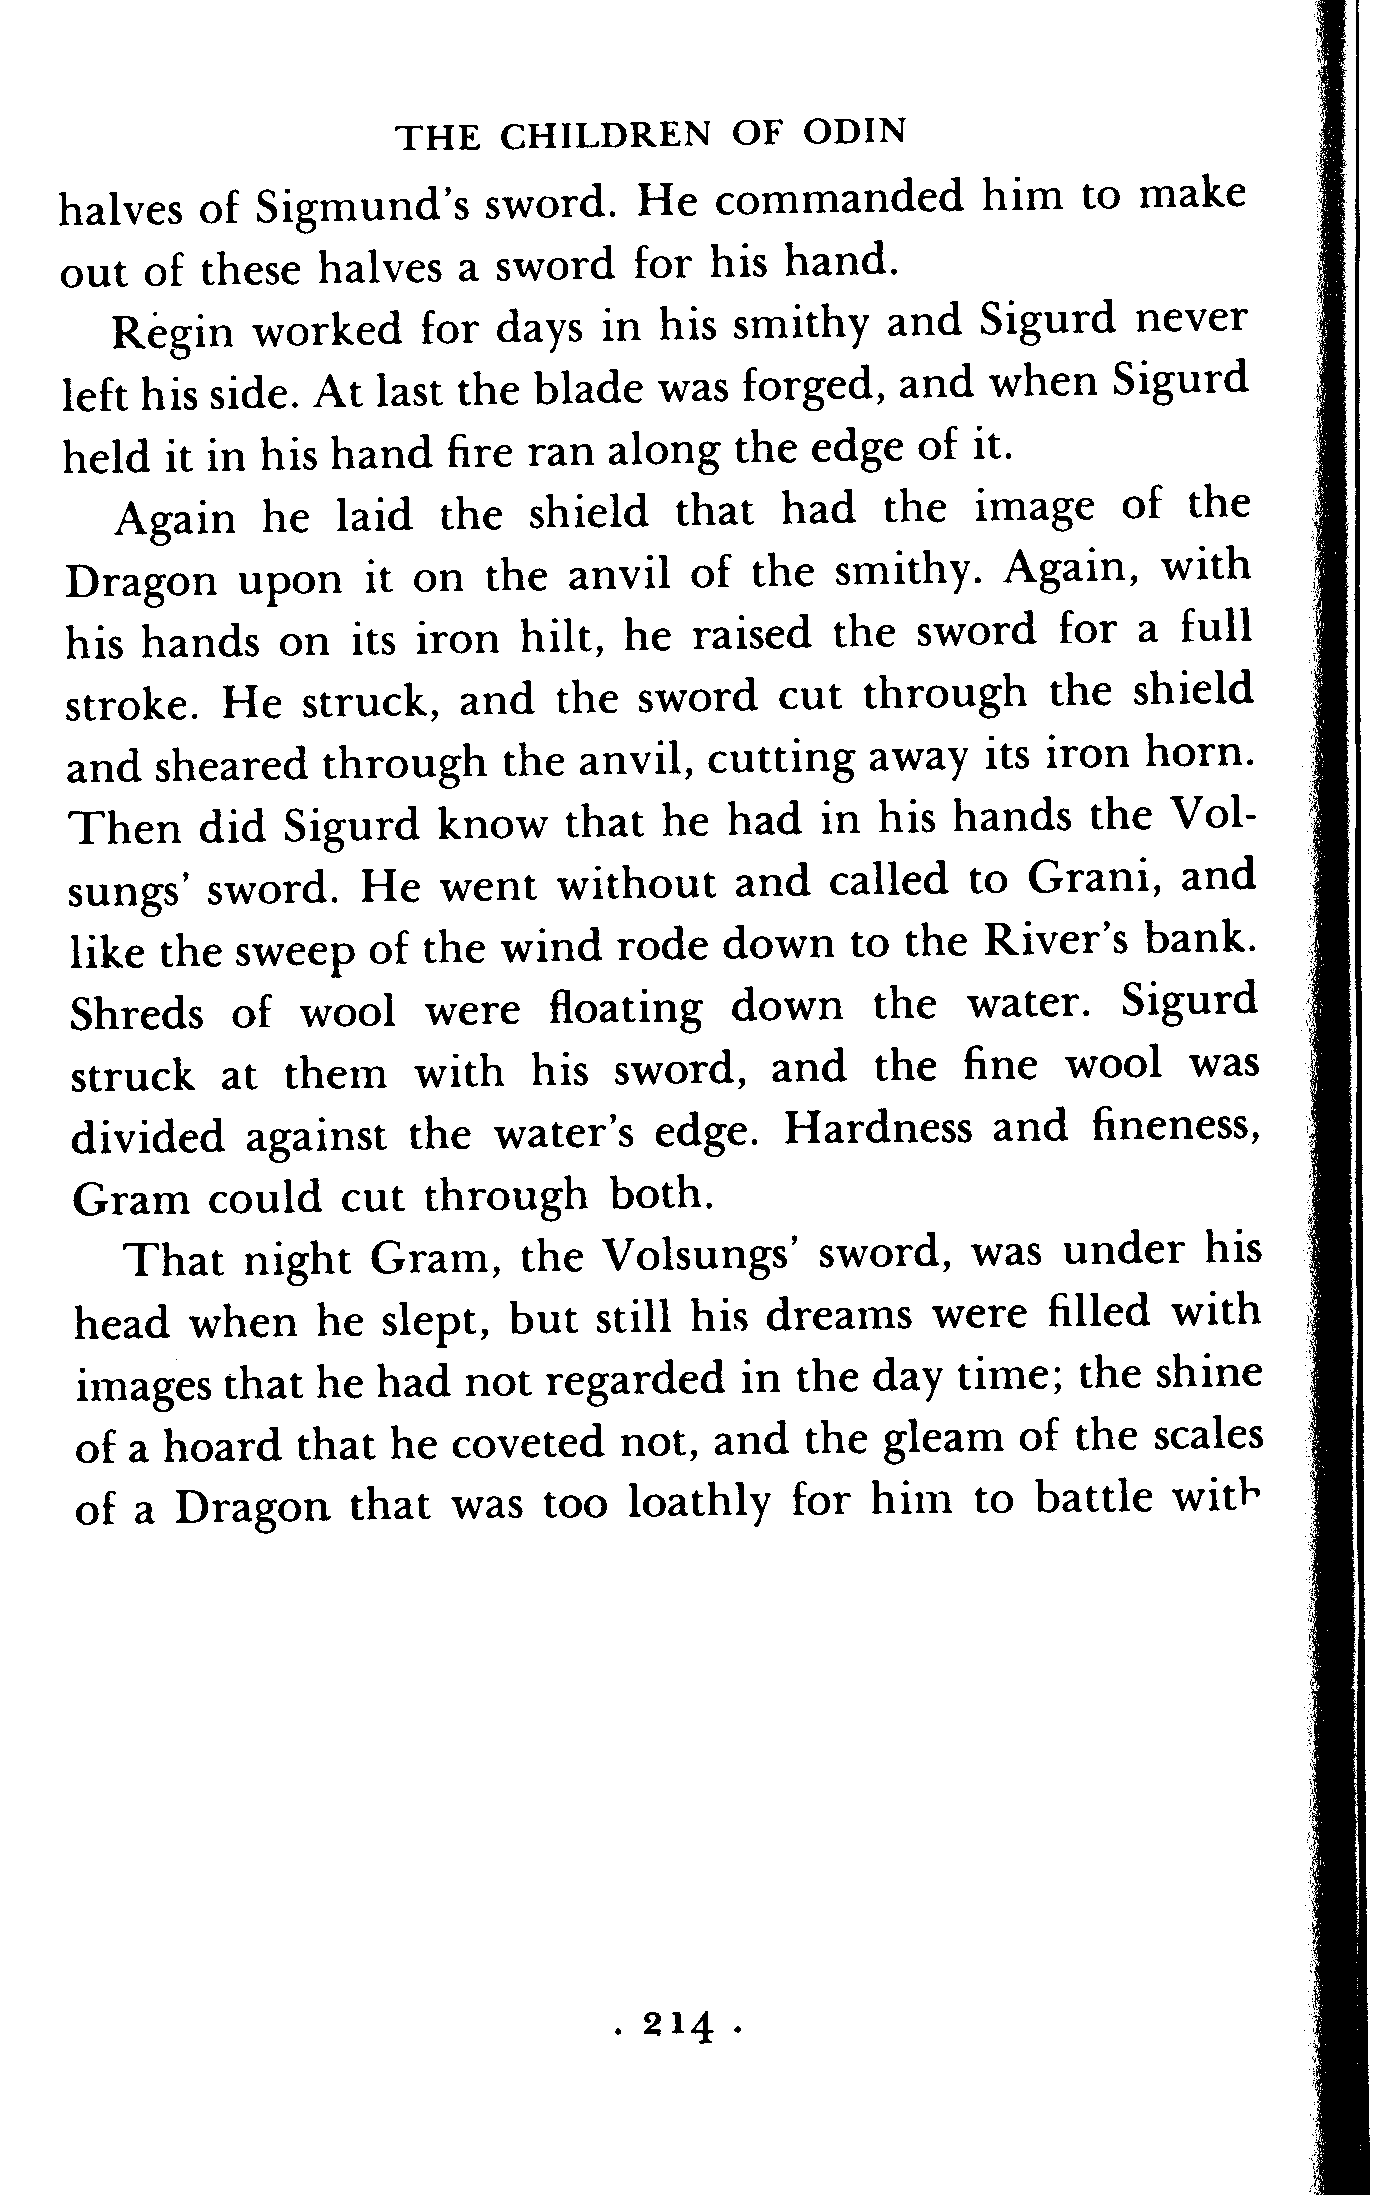 THE CHILDREN OF ODIN
halves of Sigmund's sword. He commanded him to make
out of these halves a sword for his hand.
Regin worked for days in his smithy and Sigurd never
left his side. At last the blade was forged, and when Sigurd
held it in his hand fire ran along the edge of it.
Again he laid the shield that had the image of the
Dragon upon it on the anvil of the smithy. Again, with
his hands on its iron hilt, he raised the sword for a full
stroke. He struck, and the sword cut through the shield
and sheared through the anvil, cutting away its iron horn.
Then did Sigurd know that he had in his hands the Vol-
sungs' sword. He went without and called to Grani, and
like the sweep of the wind rode down to the River's bank.
Shreds of wool were floating down the water. Sigurd
struck at them with his sword, and the fine wool was
divided against the water's edge. Hardness and fineness,
Gram could cut through both.
That night Gram, the Volsungs' sword, was under his
head when he slept, but still his dreams were filled with
images that he had not regarded in the day time; the shine
of a hoard that he coveted not, and the gleam of the scales
of a Dragon that was too loathly for him to battle with
. 214 .